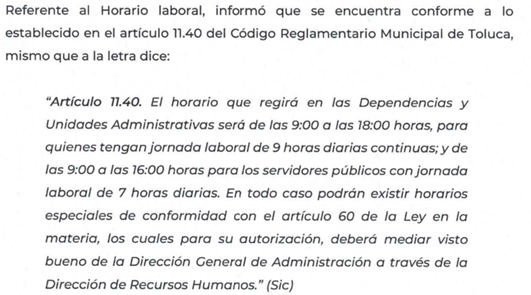 Referente al Horario laboral, informó que se encuentra conforme a lo
establecido en el artículo 11.40 del Código Reglamentario Municipal de Toluca,
mismo que a la letra dice:
“Artículo 11.40. El horario que regirá en las Dependencias y
Unidades Administrativas será de las 9:00 a las 18:00 horas, para
quienes tengan jornada laboral de 9 horas diarias continuas; y de
las 9:00 a las 16:00 horas para los servidores públicos con jornada
laboral de 7 horas diarias. En todo caso podrán existir horarios
especiales de conformidad con el artículo 60 de la Ley en la
materia, los cuales para su autorización, deberá mediar visto
bueno de la Dirección General de Administración a través de la
Dirección de Recursos Humanos.” (Sic)